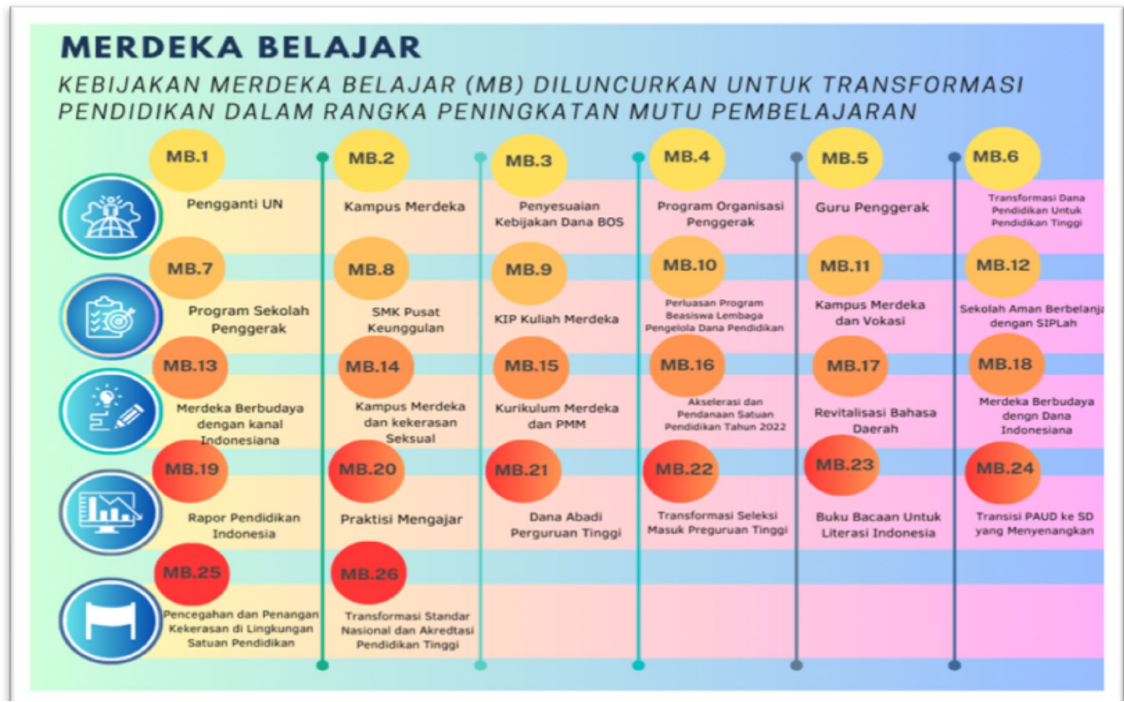 MERDEKA BELAJAR
KEBIJAKAN MERDEKA BELAJAR (MB) DILUNCURKAN UNTUK TRANSFORMASI
PENDIDIKAN DALAM RANGKA PENINGKATAN MUTU PEMBELAJARAN
MB.1
Pengganti UN
MB.2
Kampus Merdeka
MB.3
Penyesuaian
Kebijakan Dana BOS
MB.4
Program Organisasi
Penggerak
MB.5
Guru Penggerak
MB.6
Transformasi Dana
Pendidikan Untuk
Pendidikan Tinggi
MB.7
Program Sekolah
Penggerak
MB.8
SMK Pusat
Keunggulan
MB.9
KIP Kuliah Merdeka
MB.10
Perluasan Program
Beasiswa Lembaga
Pengelola Dana Pendidikan
MB.11
Kampus Merdeka
dan Vokasi
MB.12
Sekolah Aman Berbelanja
dengan SIPLah
MB.13
Merdeka Berbudaya
dengan kanal
Indonesiana
MB.14
Kampus Merdeka
dan kekerasan
Seksual
MB.15
Kurikulum Merdeka
dan PMM
MB.16
Akselerasi dan
Pendanaan Satuan
Pendidikan Tahun 2022
MB.17
Revitalisasi Bahasa
Daerah
MB.18
Merdeka Berbudaya
dengn Dana
Indonesiana
MB.19
Rapor Pendidikan
Indonesia
MB.20
Praktisi Mengajar
MB.21
Dana Abadi
Perguruan Tinggi
MB.22
Transformasi Seleksi
Masuk Preguruan Tinggi
MB.23
Buku Bacaan Untuk
Literasi Indonesia
MB.24
Transisi PAUD ke SD
yang Menyenangkan
MB.25
Pencegahan dan Penangan
Kekerasan di Lingkungan
Satuan Pendidikan
MB.26
Transformasi Standar
Nasional dan Akredtasi
Pendidikan Tinggi